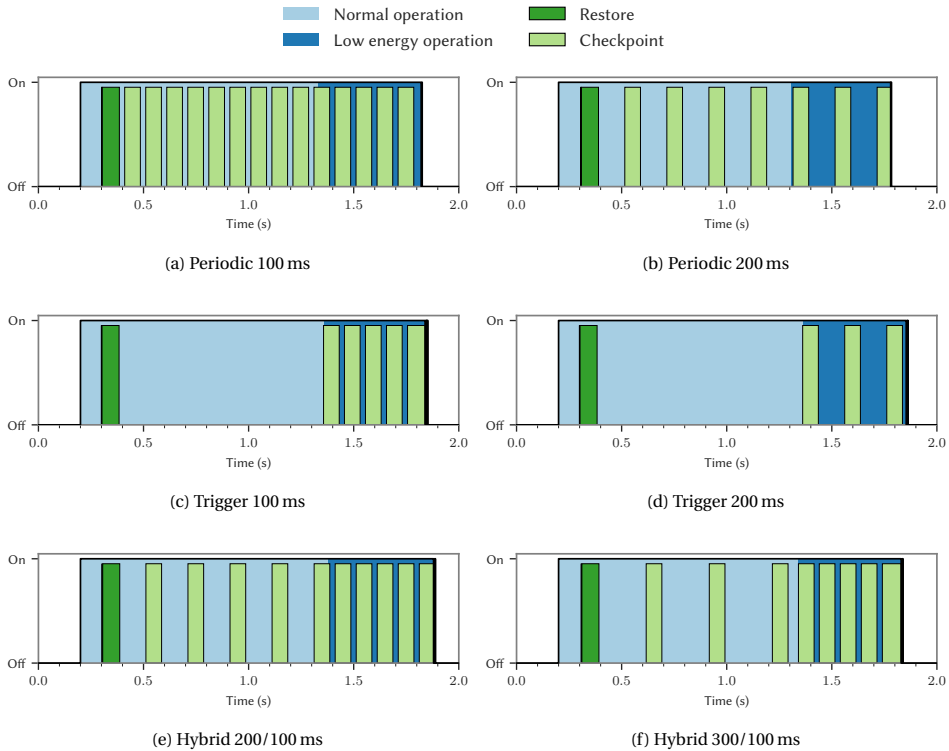 Normal operation
Restore
Low energy operation
Checkpoint
On
Off
0.0 0.5 1.0 1.5 2.0
Time (s)
(a) Periodic 100 ms
On
Off
0.0 0.5 1.0 1.5 2.0
Time (s)
(b) Periodic 200 ms
On
Off
0.0 0.5 1.0 1.5 2.0
Time (s)
(c) Trigger 100 ms
On
Off
0.0 0.5 1.0 1.5 2.0
Time (s)
(d) Trigger 200 ms
On
Off
0.0 0.5 1.0 1.5 2.0
Time (s)
(e) Hybrid 200/100 ms
On
Off
0.0 0.5 1.0 1.5 2.0
Time (s)
(f) Hybrid 300/100 ms